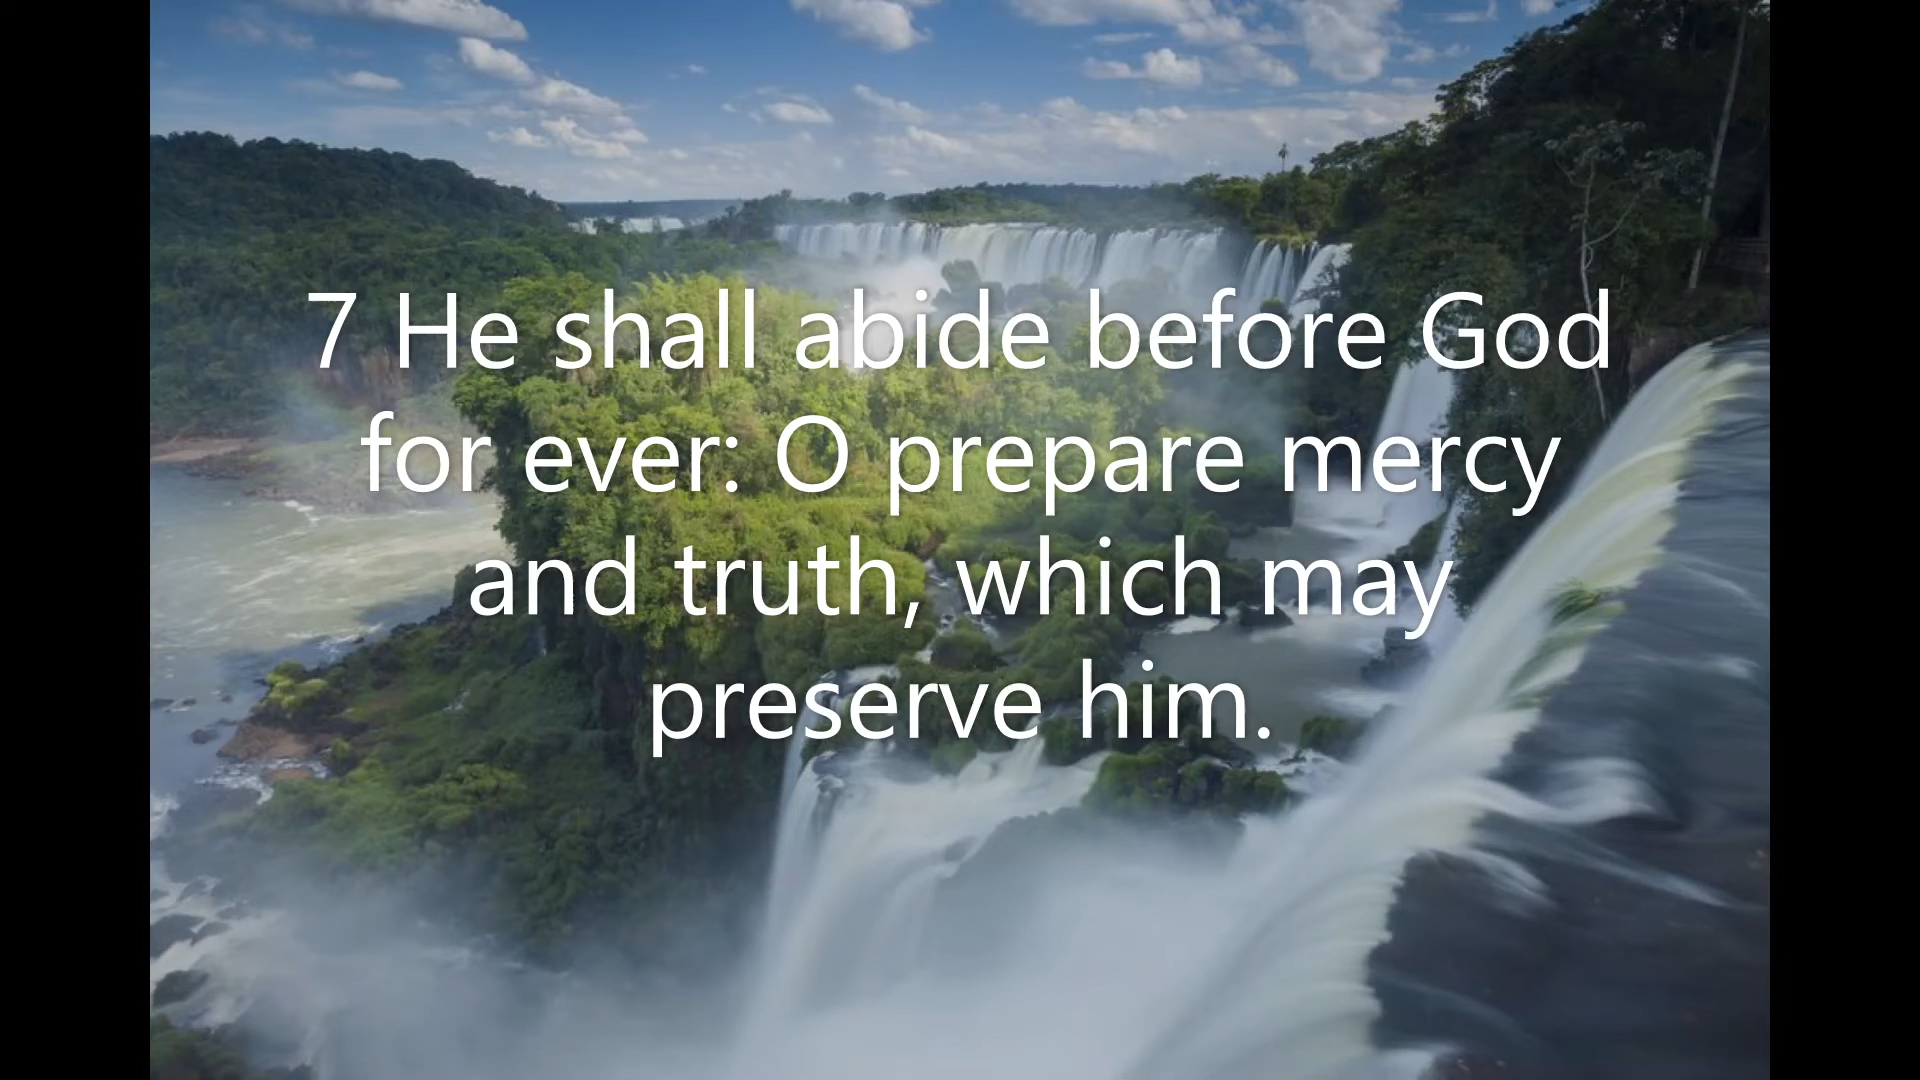 7 He shall abide before God
for ever: O prepare mercy
and truth, which may
preserve him.